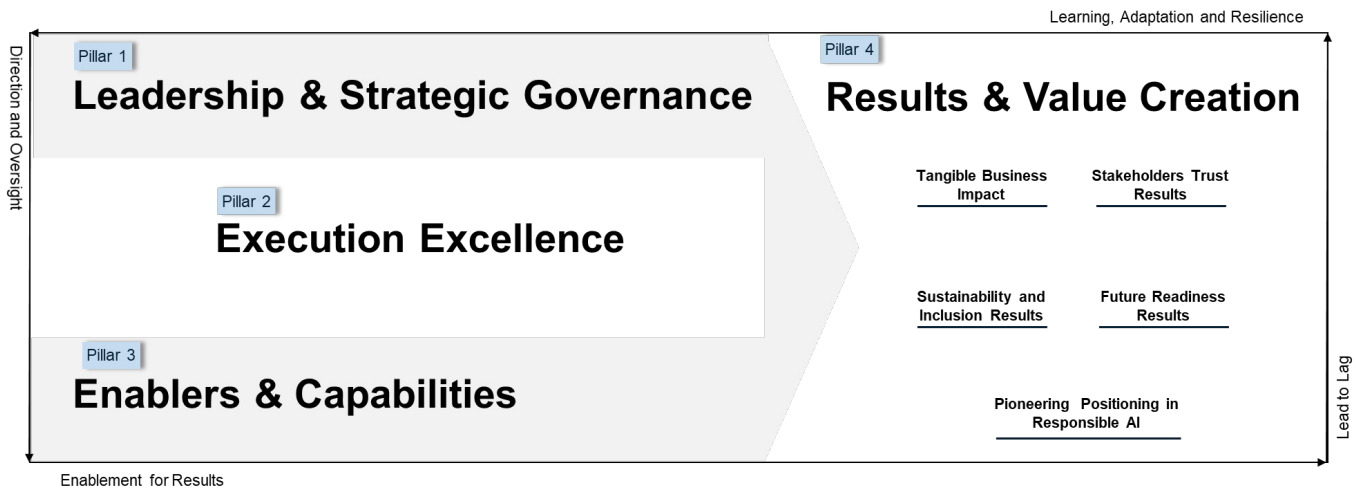 Learning, Adaptation and Resilience
Direction and Oversight
Pillar 1
Leadership & Strategic Governance
Pillar 2
Execution Excellence
Pillar 3
Enablers & Capabilities
Pillar 4
Results & Value Creation
Tangible Business
Impact
Stakeholders Trust
Results
Sustainability and
Inclusion Results
Future Readiness
Results
Pioneering Positioning in
Responsible AI
Lead to Lag
Enablement for Results